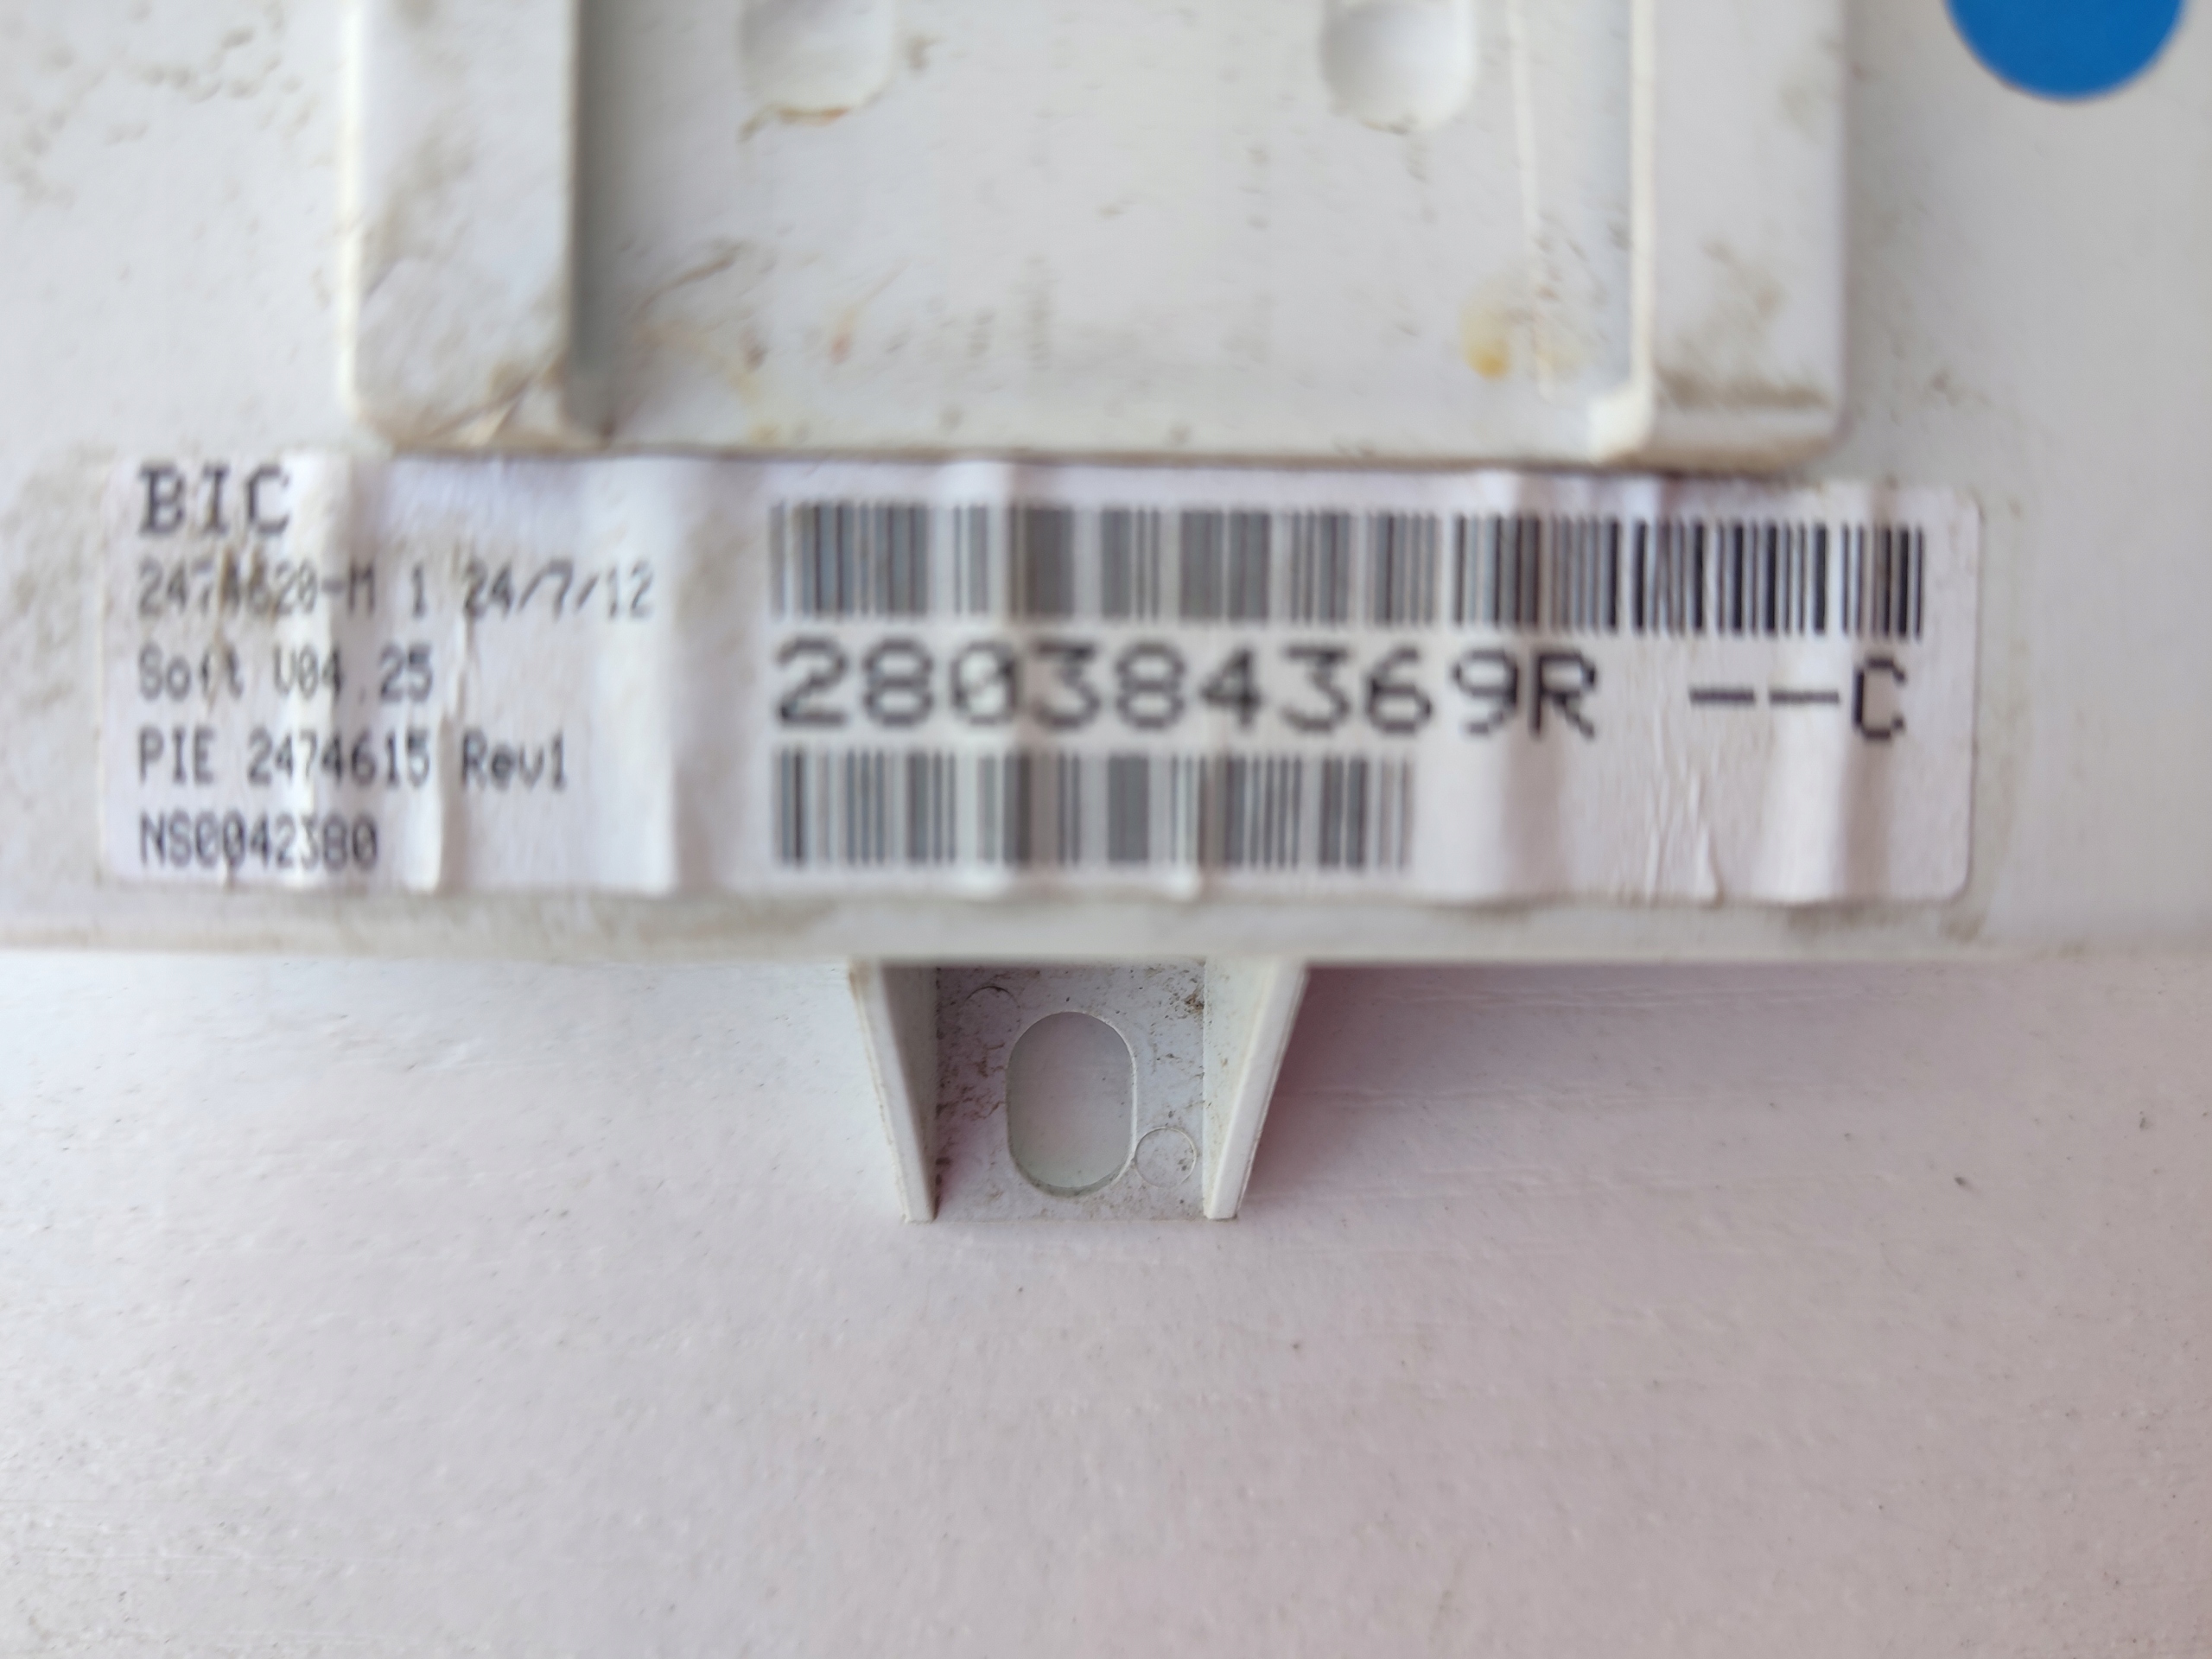 BIC
2474620-M 1 24/7/12
Soft V04.25
PIE 2474615 Rev1
NS0042380
280384369R --C